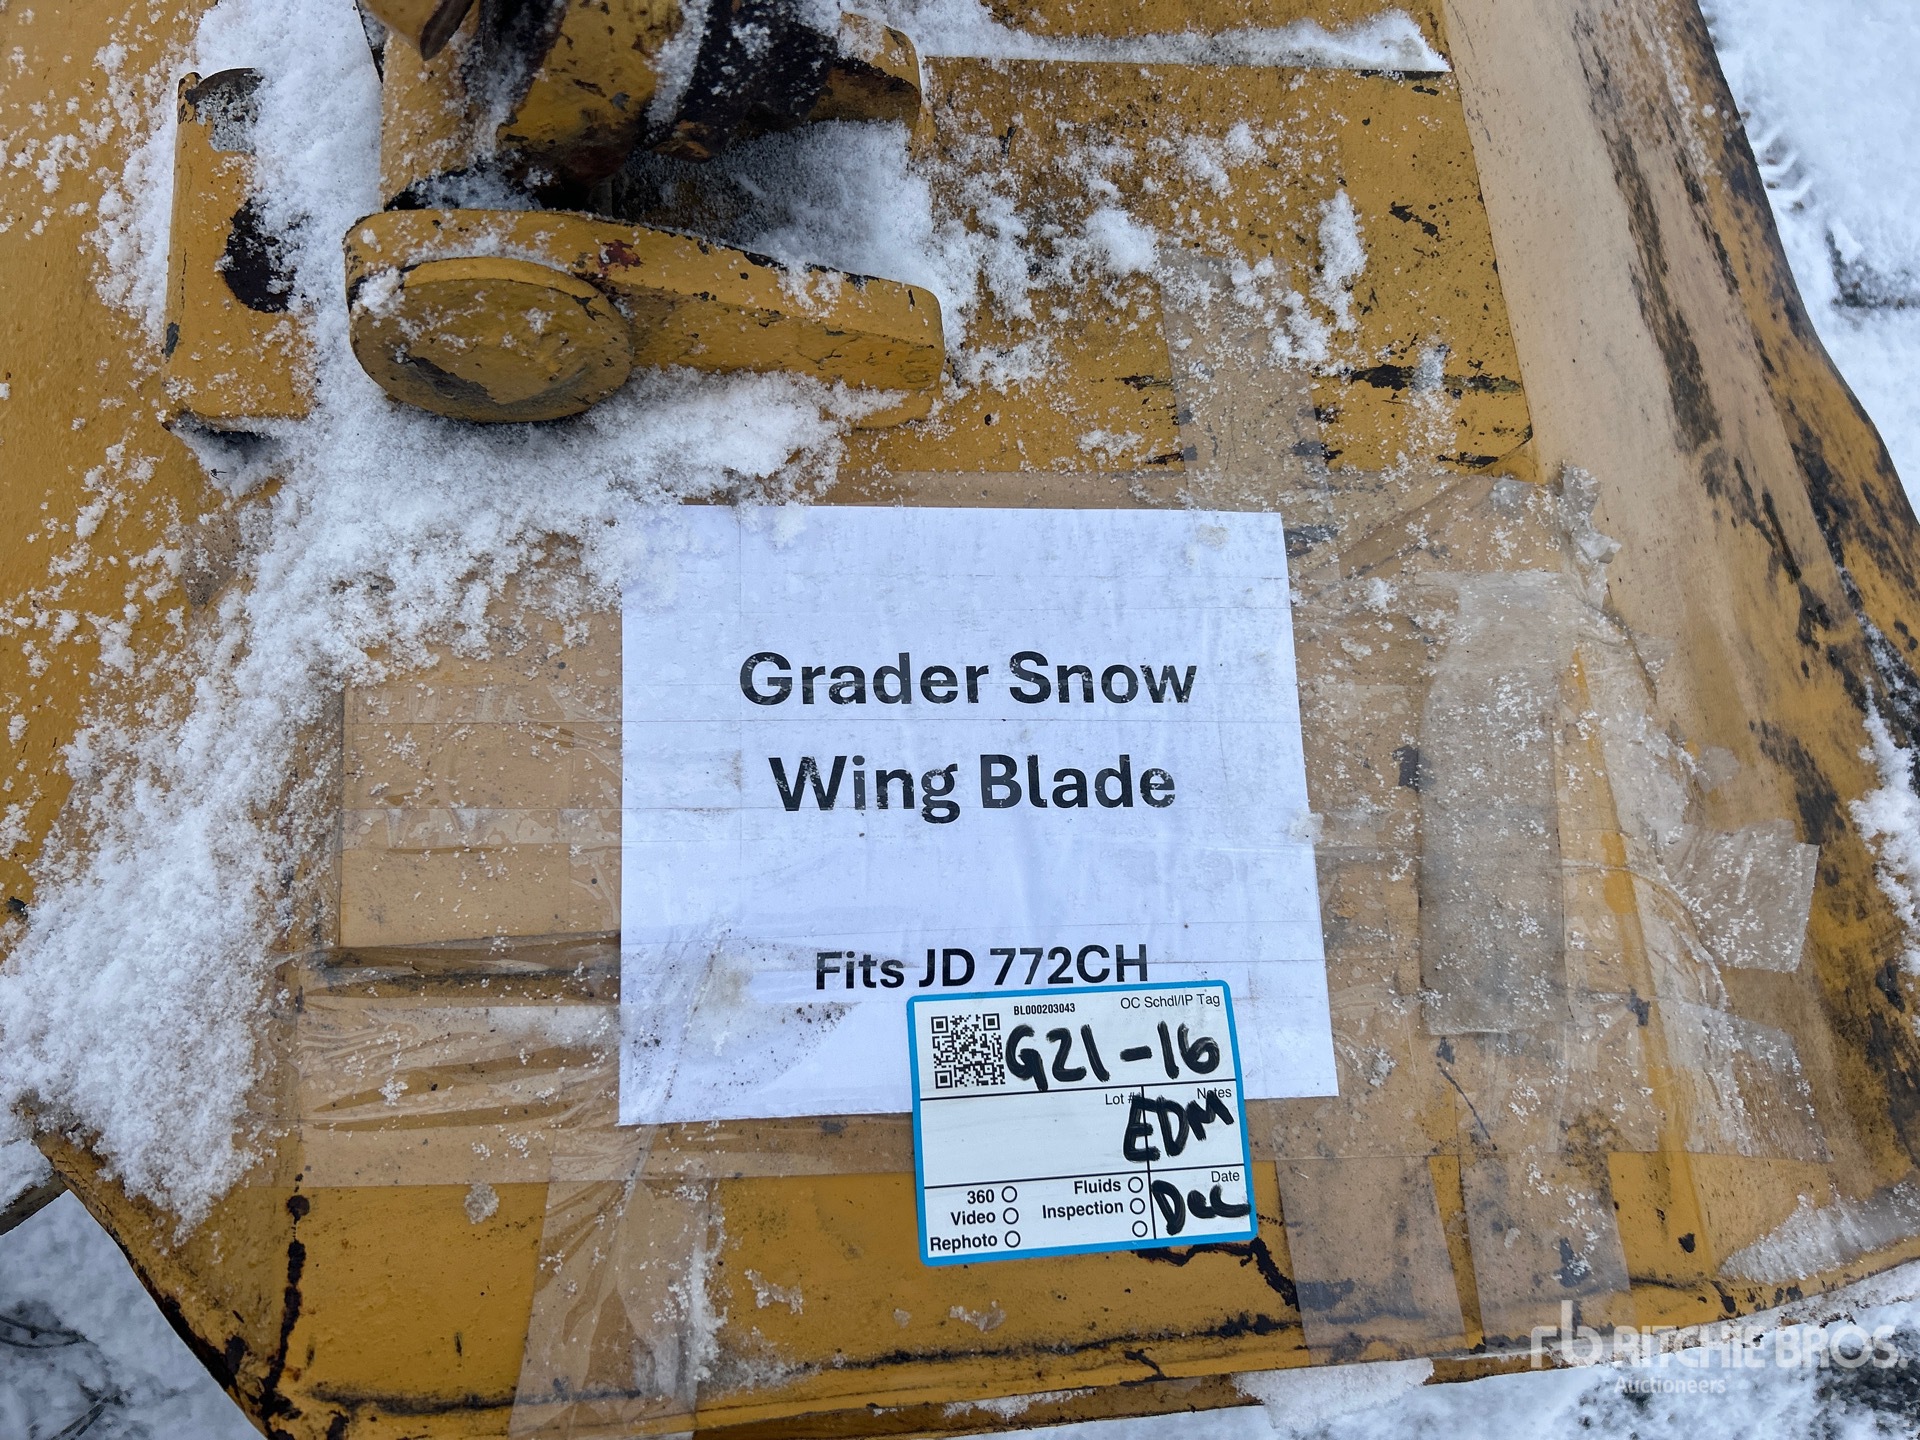 Grader Snow
Wing Blade
Fits JD 772CH
BL000203043 OC Schdl/IP Tag
G21-16
Lot # Notes
EDM
360 Fluids Date
Video Inspection Dec
Rephoto
rb RITCHIE BROS.
Auctioneers